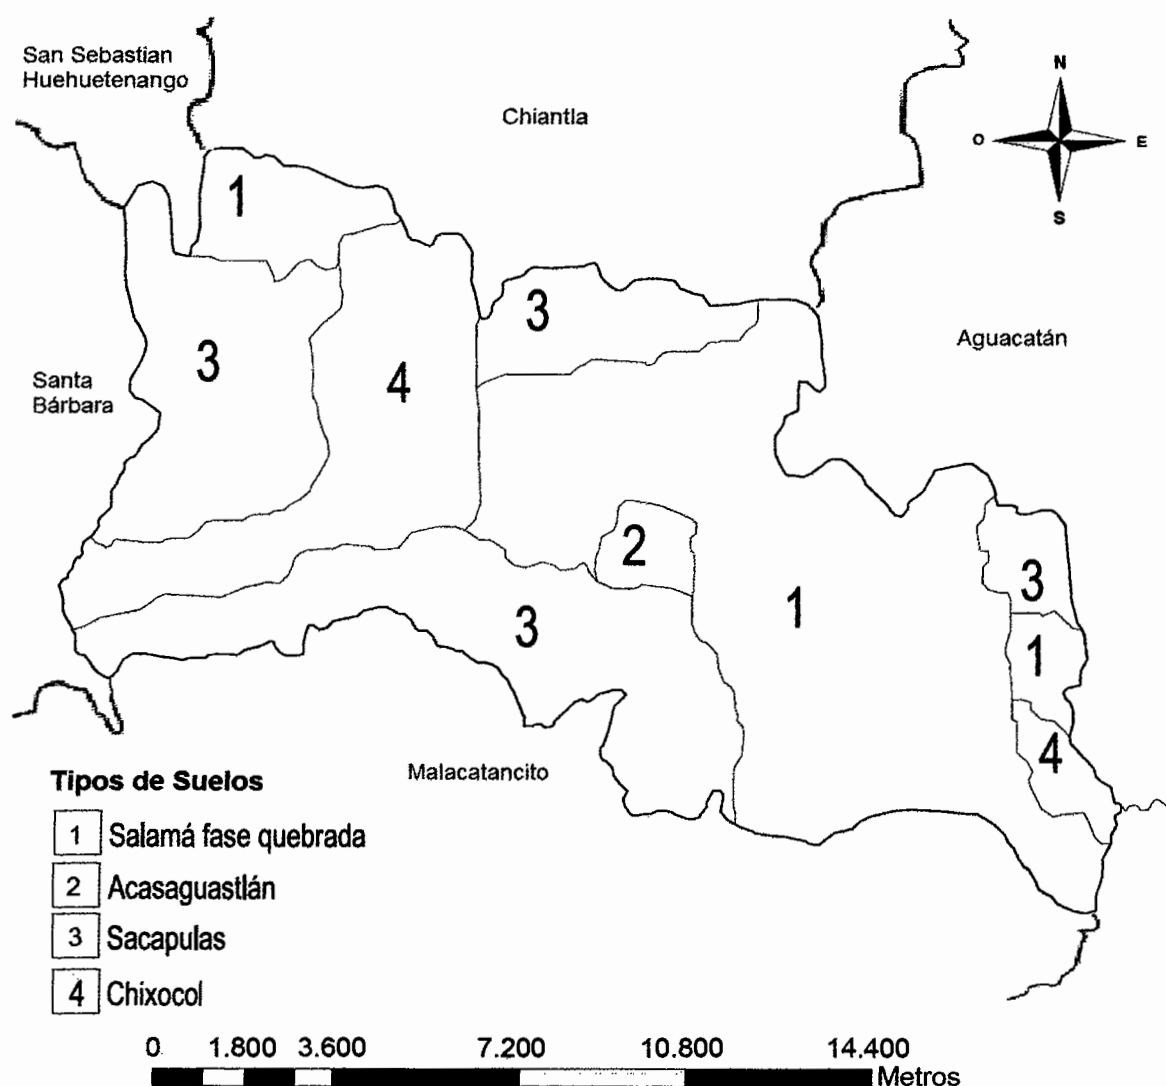 San Sebastian
Huehuetenango
Chiantla
N
O
E
S
1
3
3
4
Aguacatán
Santa
Bárbara
2
3
1
3
1
4
Malacatancito
Tipos de Suelos
1 Salamá fase quebrada
2 Acasaguastlán
3 Sacapulas
4 Chixocol
0 1.800 3.600 7.200 10.800 14.400
Metros